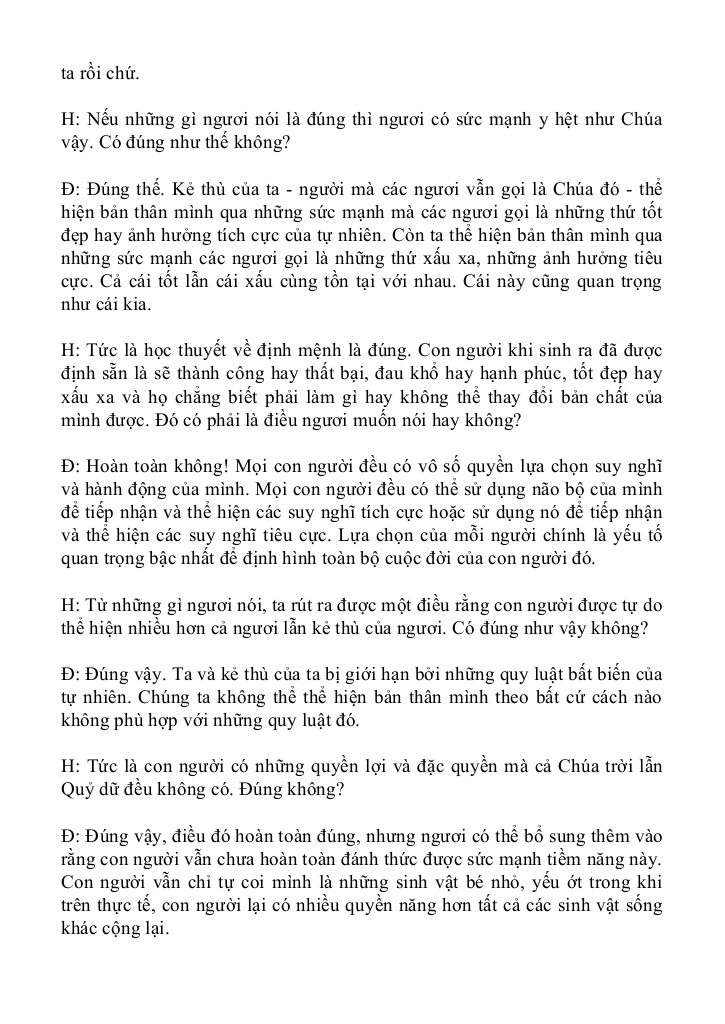 ta rồi chứ.
H: Nếu những gì ngươi nói là đúng thì ngươi có sức mạnh y hệt như Chúa
vậy. Có đúng như thế không?
Đ: Đúng thế. Kẻ thù của ta - người mà các ngươi vẫn gọi là Chúa đó - thể
hiện bản thân mình qua những sức mạnh mà các ngươi gọi là những thứ tốt
đẹp hay ảnh hưởng tích cực của tự nhiên. Còn ta thể hiện bản thân mình qua
những sức mạnh các ngươi gọi là những thứ xấu xa, những ảnh hưởng tiêu
cực. Cả cái tốt lẫn cái xấu cùng tồn tại với nhau. Cái này cũng quan trọng
như cái kia.
H: Tức là học thuyết về định mệnh là đúng. Con người khi sinh ra đã được
định sẵn là sẽ thành công hay thất bại, đau khổ hay hạnh phúc, tốt đẹp hay
xấu xa và họ chẳng biết phải làm gì hay không thể thay đổi bản chất của
mình được. Đó có phải là điều ngươi muốn nói hay không?
Đ: Hoàn toàn không! Mọi con người đều có vô số quyền lựa chọn suy nghĩ
và hành động của mình. Mọi con người đều có thể sử dụng não bộ của mình
để tiếp nhận và thể hiện các suy nghĩ tích cực hoặc sử dụng nó để tiếp nhận
và thể hiện các suy nghĩ tiêu cực. Lựa chọn của mỗi người chính là yếu tố
quan trọng bậc nhất để định hình toàn bộ cuộc đời của con người đó.
H: Từ những gì ngươi nói, ta rút ra được một điều rằng con người được tự do
thể hiện nhiều hơn cả ngươi lẫn kẻ thù của ngươi. Có đúng như vậy không?
Đ: Đúng vậy. Ta và kẻ thù của ta bị giới hạn bởi những quy luật bất biến của
tự nhiên. Chúng ta không thể thể hiện bản thân mình theo bất cứ cách nào
không phù hợp với những quy luật đó.
H: Tức là con người có những quyền lợi và đặc quyền mà cả Chúa trời lẫn
Quỷ dữ đều không có. Đúng không?
Đ: Đúng vậy, điều đó hoàn toàn đúng, nhưng ngươi có thể bổ sung thêm vào
rằng con người vẫn chưa hoàn toàn đánh thức được sức mạnh tiềm năng này.
Con người vẫn chỉ tự coi mình là những sinh vật bé nhỏ, yếu ớt trong khi
trên thực tế, con người lại có nhiều quyền năng hơn tất cả các sinh vật sống
khác cộng lại.